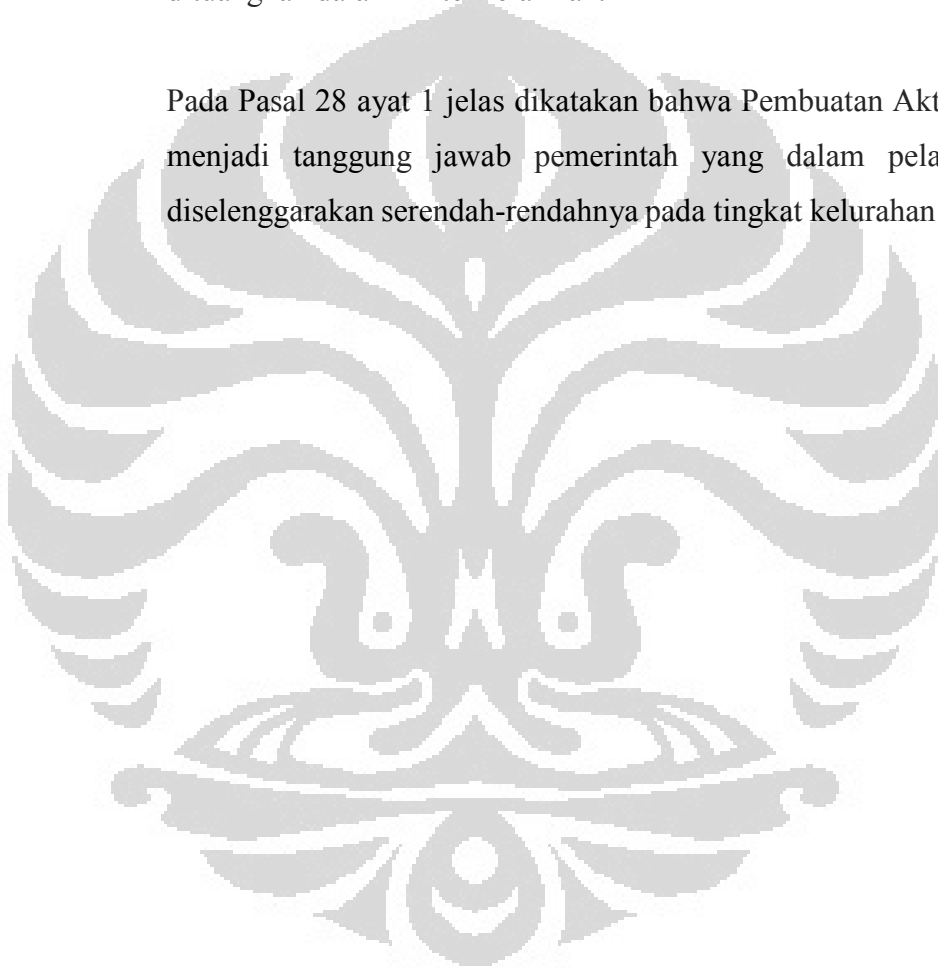 Pada Pasal 28 ayat 1 jelas dikatakan bahwa Pembuatan Akt
menjadi tanggung jawab pemerintah yang dalam pela
diselenggarakan serendah-rendahnya pada tingkat kelurahan